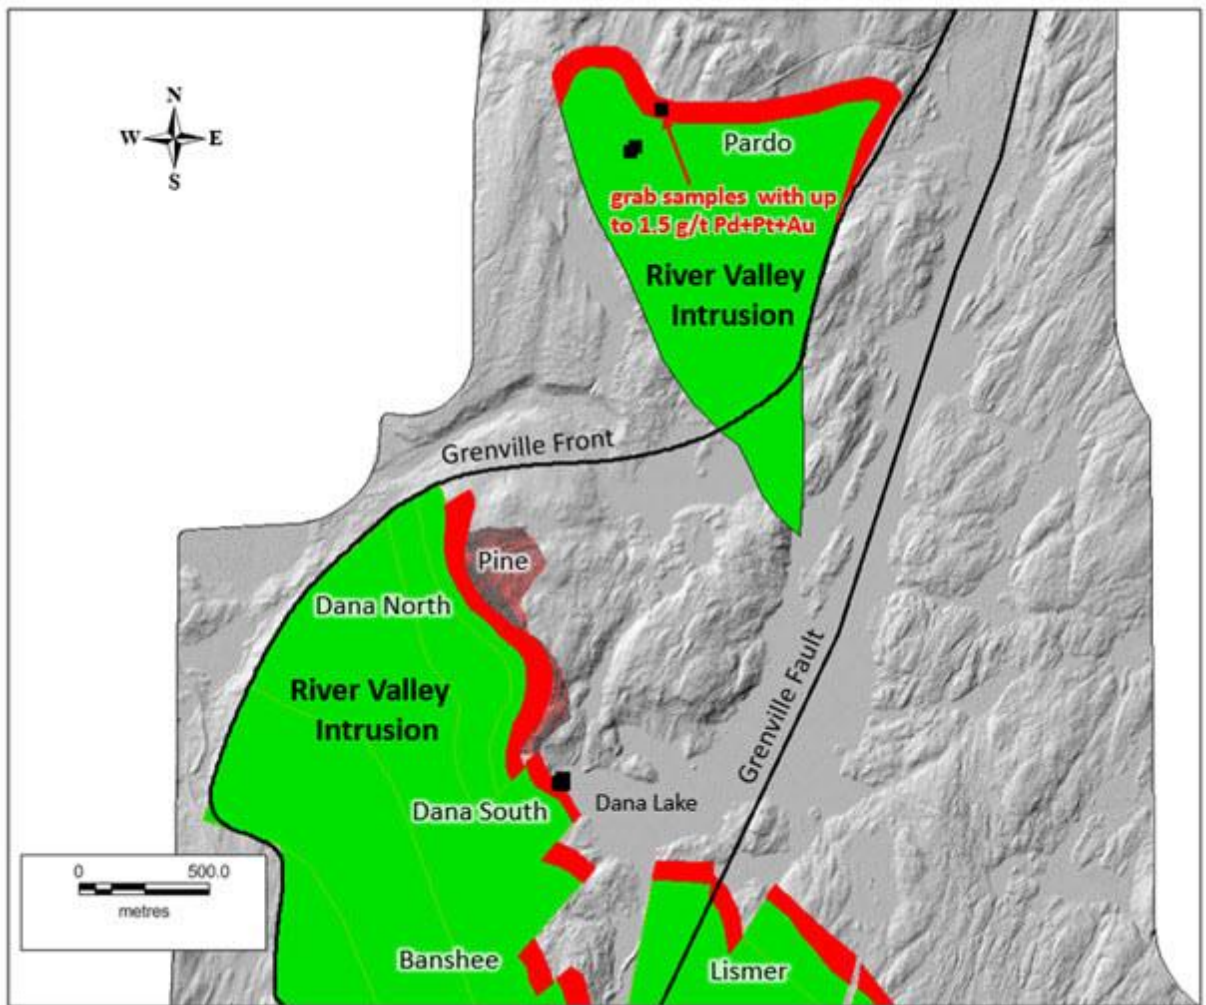 N
W E
S
Pardo
grab samples with up
to 1.5 g/t Pd+Pt+Au
River Valley
Intrusion
Grenville Front
Pine
Dana North
River Valley
Intrusion
Grenville Fault
Dana South
Dana Lake
0 500.0
metres
Banshee
Lismer